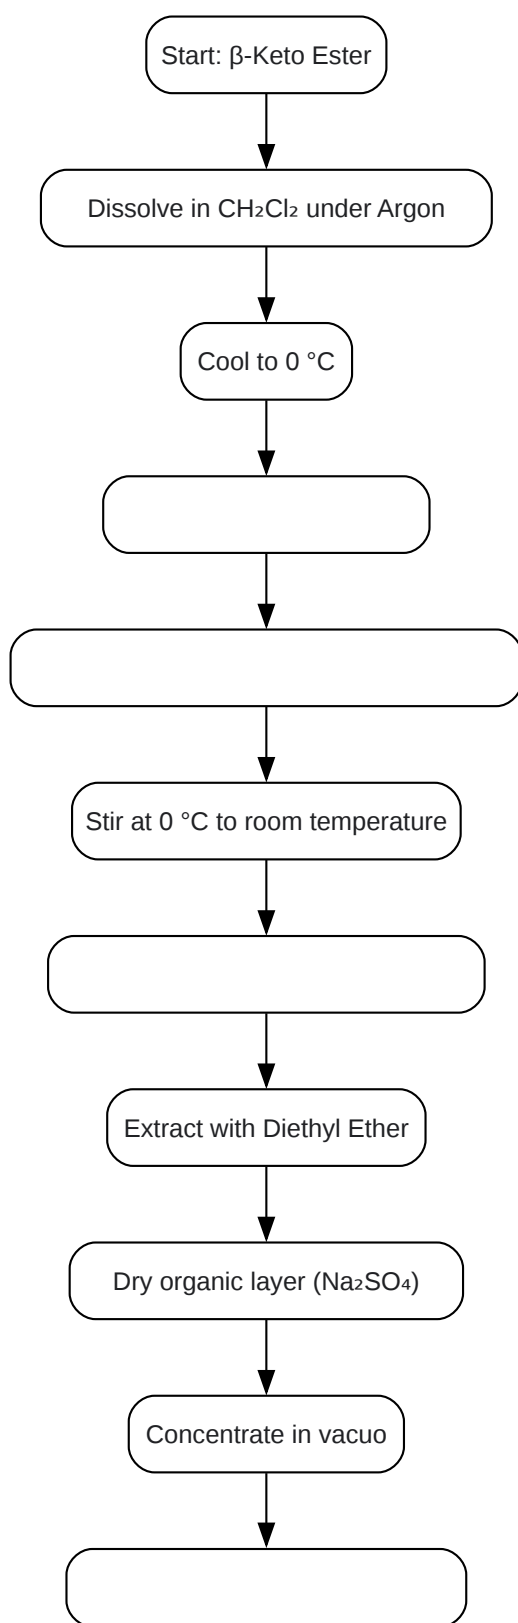 Start: β-Keto Ester
Dissolve in CH₂Cl₂ under Argon
Cool to 0 °C
Stir at 0 °C to room temperature
Extract with Diethyl Ether
Dry organic layer (Na₂SO₄)
Concentrate in vacuo